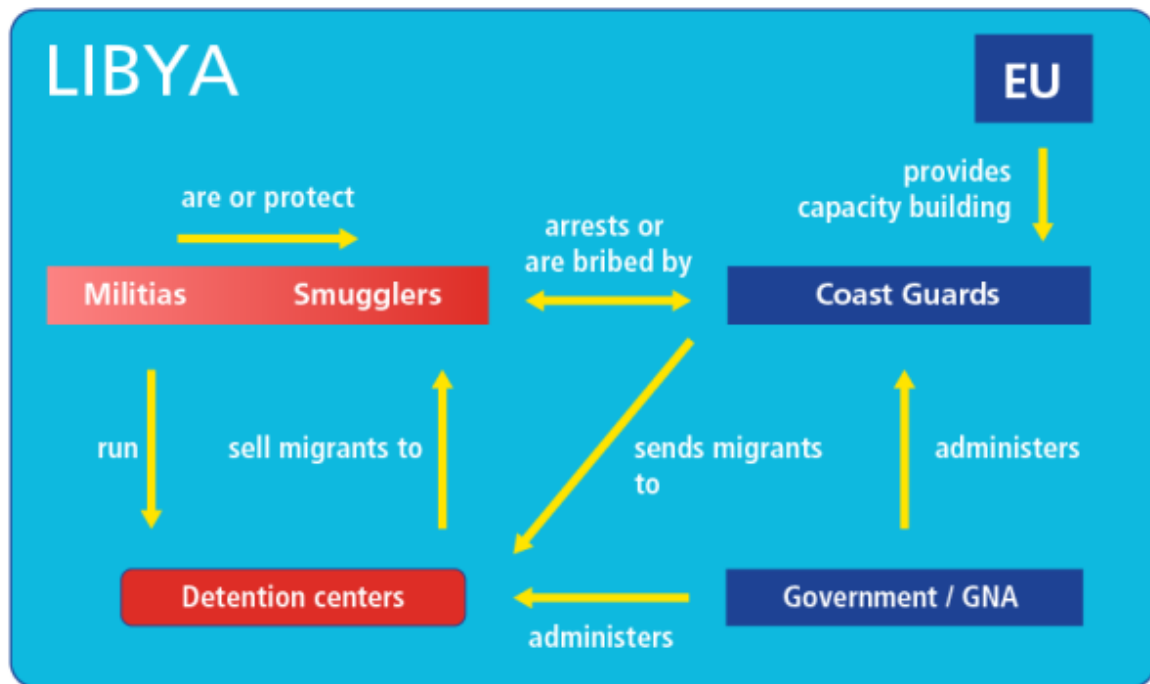 LIBYA
EU
provides
capacity building
are or protect
arrests or
are bribed by
Militias
Smugglers
Coast Guards
run
sell migrants to
sends migrants
to
administers
Detention centers
administers
Government / GNA